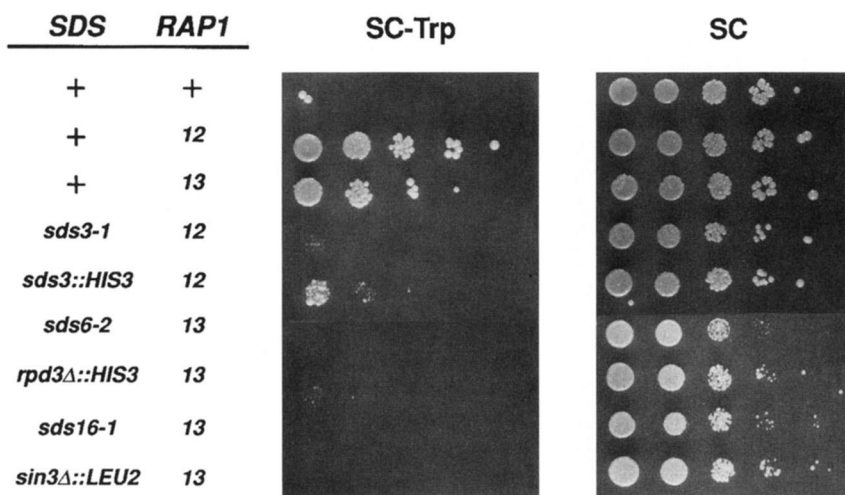 SDS RAP1 SC-Trp SC
+ +
+ 12
+ 13
sds3-1 12
sds3::HIS3 12
sds6-2 13
rpd3Δ::HIS3 13
sds16-1 13
sin3Δ::LEU2 13